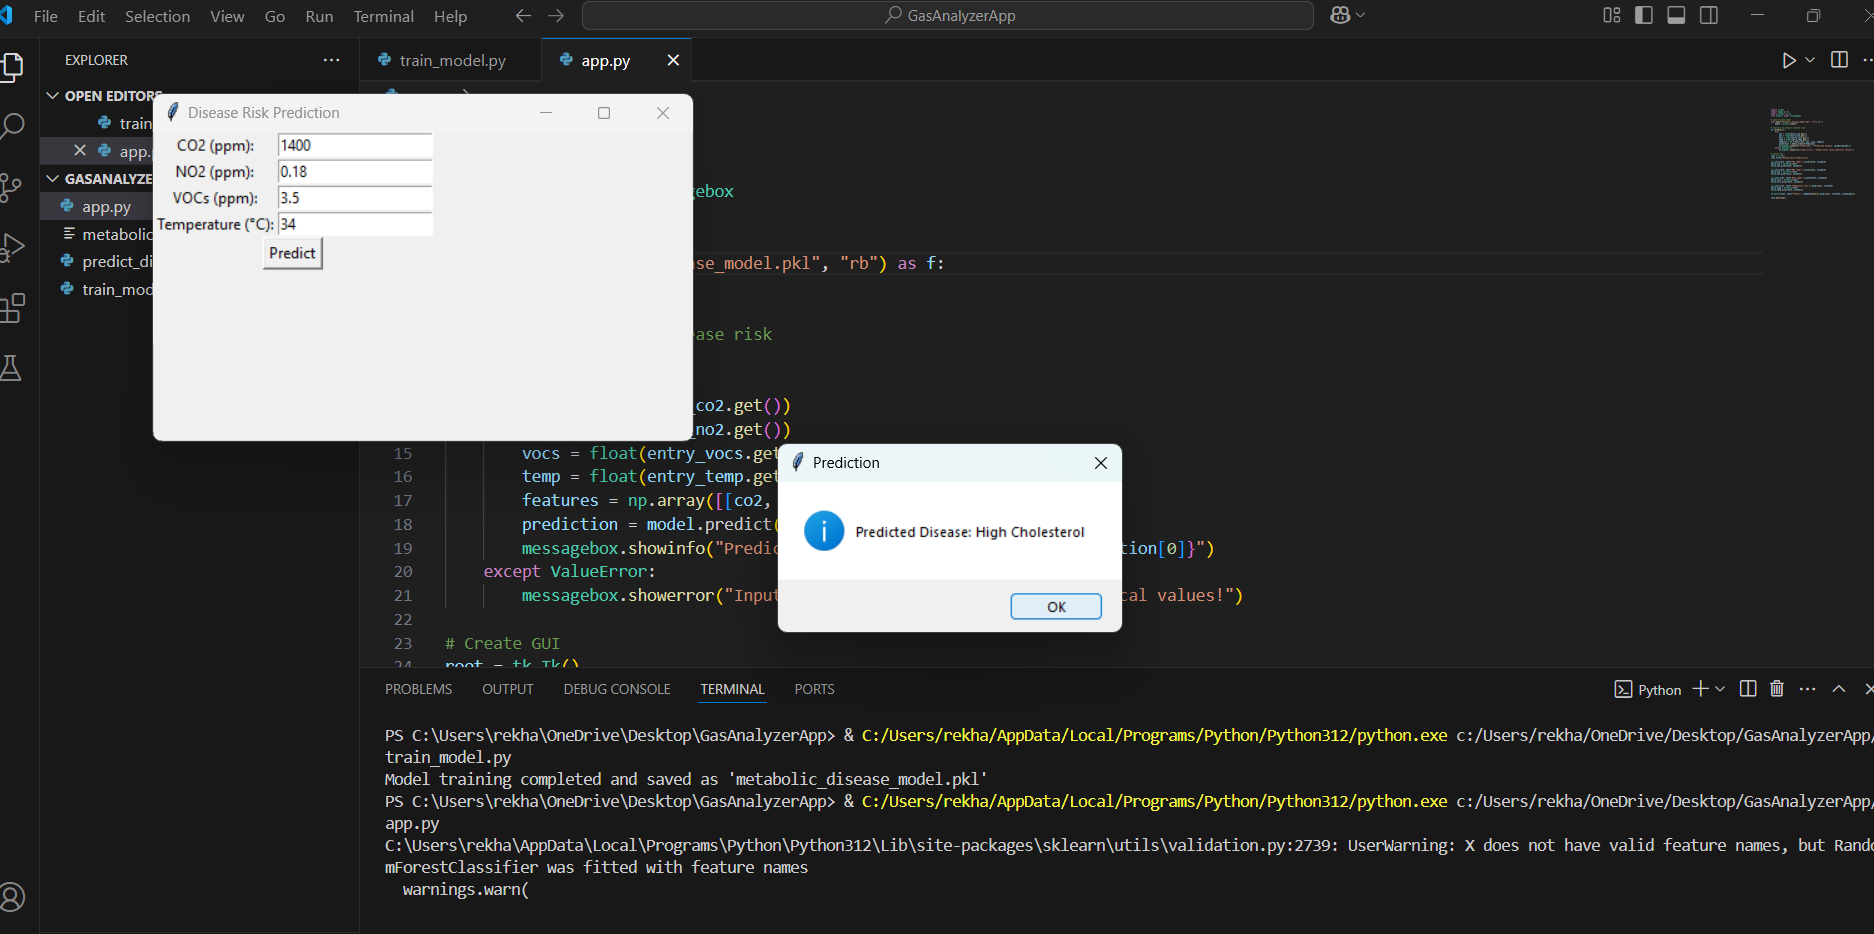 File Edit Selection View Go Run Terminal Help
GasAnalyzerApp
EXPLORER
train_model.py
app.py
OPEN EDITORS
train
app.
GASANALYZE
app.py
metabolic
predict_di
train_mod
Disease Risk Prediction
CO2 (ppm): 1400
NO2 (ppm): 0.18
VOCs (ppm): 3.5
Temperature (°C): 34
Predict
ebox
se_model.pkl", "rb") as f:
ease risk
_co2.get())
_no2.get())
15 vocs = float(entry_vocs.get
16 temp = float(entry_temp.get
17 features = np.array([[co2,
18 prediction = model.predict(
19 messagebox.showinfo("Predic tion[0]}")
20 except ValueError:
21 messagebox.showerror("Input cal values!")
22
23 # Create GUI
24 root = tk.Tk()
Prediction
Predicted Disease: High Cholesterol
OK
PROBLEMS OUTPUT DEBUG CONSOLE TERMINAL PORTS
Python
PS C:\Users\rekha\OneDrive\Desktop\GasAnalyzerApp> & C:/Users/rekha/AppData/Local/Programs/Python/Python312/python.exe c:/Users/rekha/OneDrive/Desktop/GasAnalyzerApp/
train_model.py
Model training completed and saved as 'metabolic_disease_model.pkl'
PS C:\Users\rekha\OneDrive\Desktop\GasAnalyzerApp> & C:/Users/rekha/AppData/Local/Programs/Python/Python312/python.exe c:/Users/rekha/OneDrive/Desktop/GasAnalyzerApp/
app.py
C:\Users\rekha\AppData\Local\Programs\Python\Python312\Lib\site-packages\sklearn\utils\validation.py:2739: UserWarning: X does not have valid feature names, but Rando
mForestClassifier was fitted with feature names
warnings.warn(